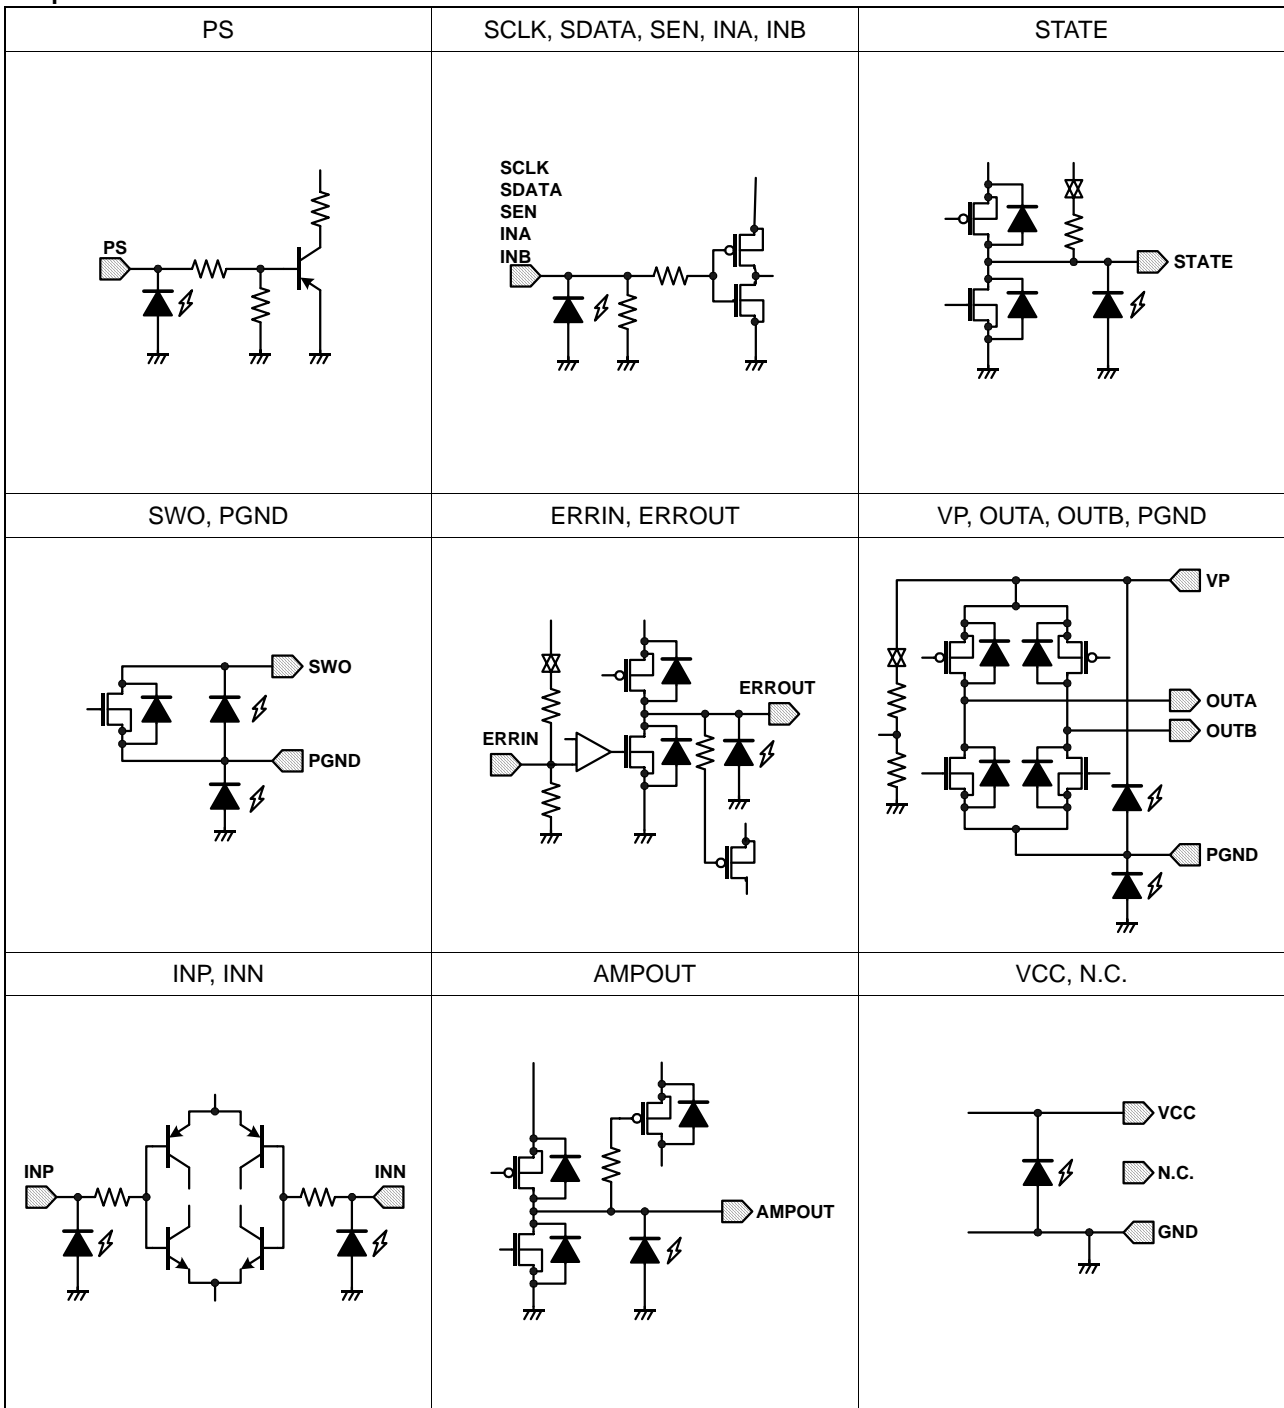 PS
SCLK, SDATA, SEN, INA, INB
STATE
PS
SCLK
SDATA
SEN
INA
INB
STATE
SWO, PGND
ERRIN, ERROUT
VP, OUTA, OUTB, PGND
SWO
PGND
ERRIN
ERROUT
VP
OUTA
OUTB
PGND
INP, INN
AMPOUT
VCC, N.C.
INP
INN
AMPOUT
VCC
N.C.
GND